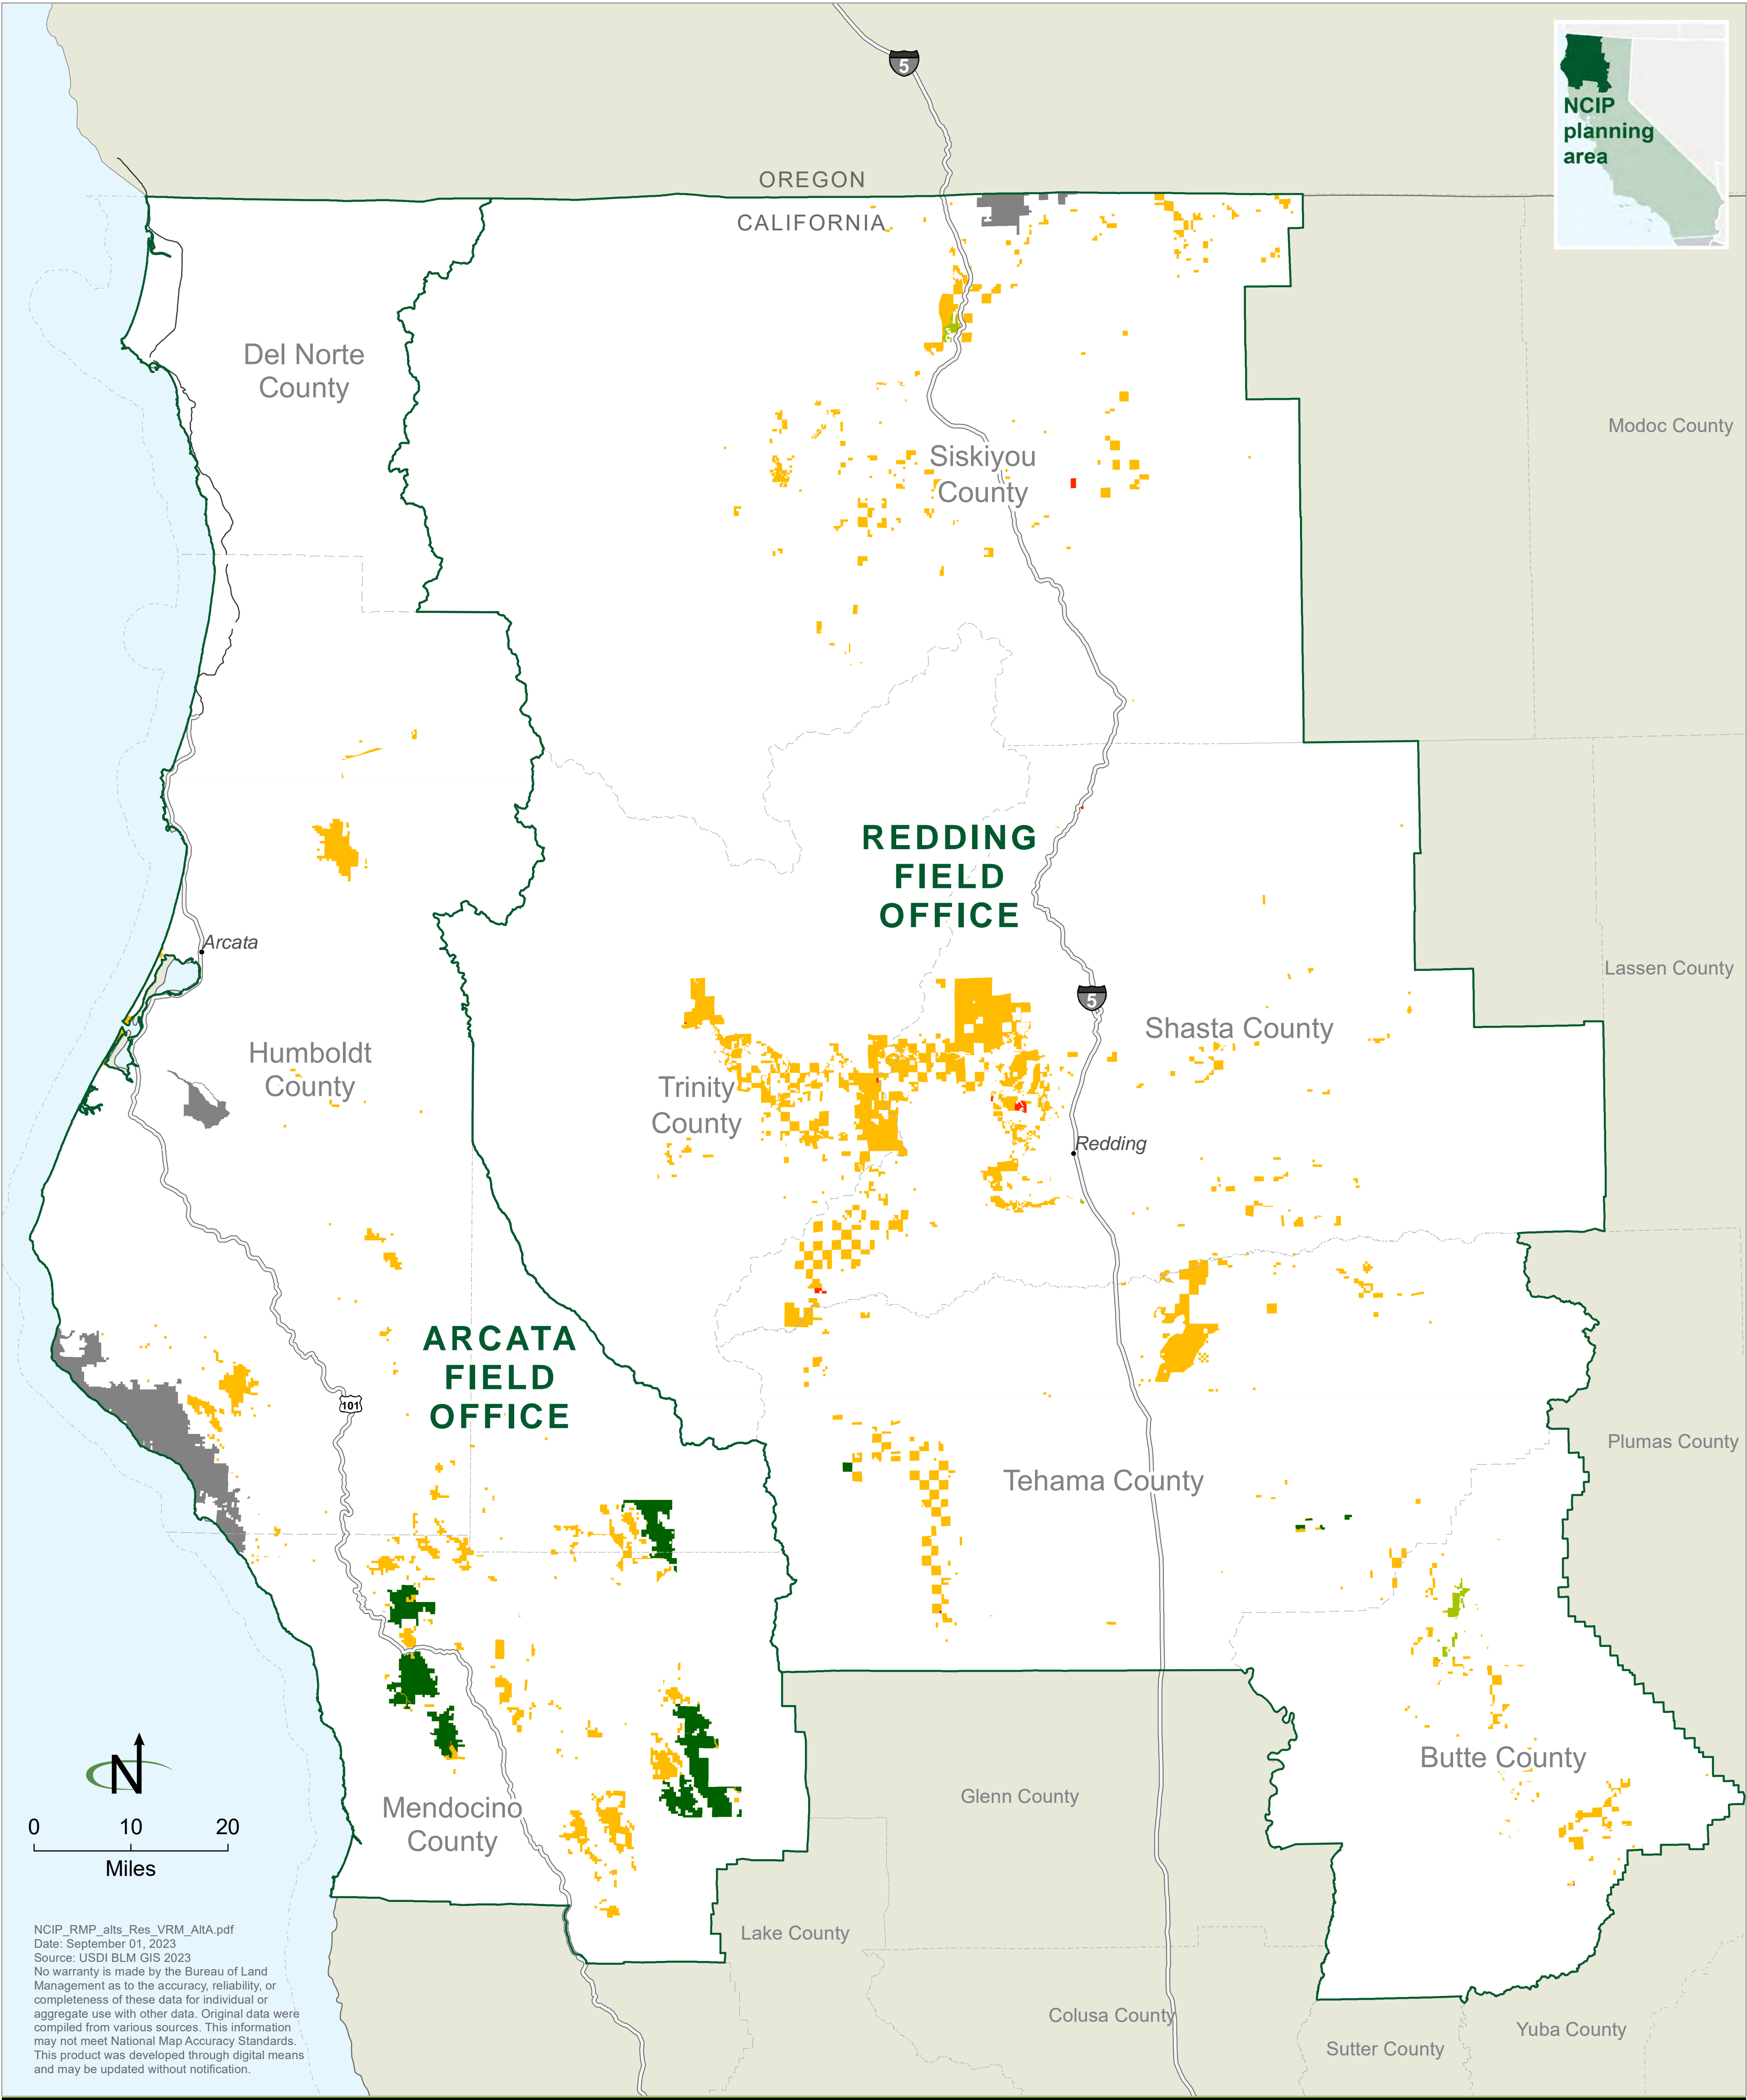 5
NCIP
planning
area
OREGON
CALIFORNIA
Del Norte
County
Modoc County
Siskiyou
County
REDDING
FIELD
OFFICE
Arcata
Lassen County
5
Shasta County
Humboldt
County
Trinity
County
Redding
ARCATA
FIELD
OFFICE
101
Plumas County
Tehama County
N
Butte County
Glenn County
Mendocino
County
0 10 20
Miles
NCIP_RMP_alts_Res_VRM_AltA.pdf
Date: September 01, 2023
Source: USDI BLM GIS 2023
No warranty is made by the Bureau of Land
Management as to the accuracy, reliability, or
completeness of these data for individual or
aggregate use with other data. Original data were
compiled from various sources. This information
may not meet National Map Accuracy Standards.
This product was developed through digital means
and may be updated without notification.
Lake County
Colusa County
Sutter County
Yuba County